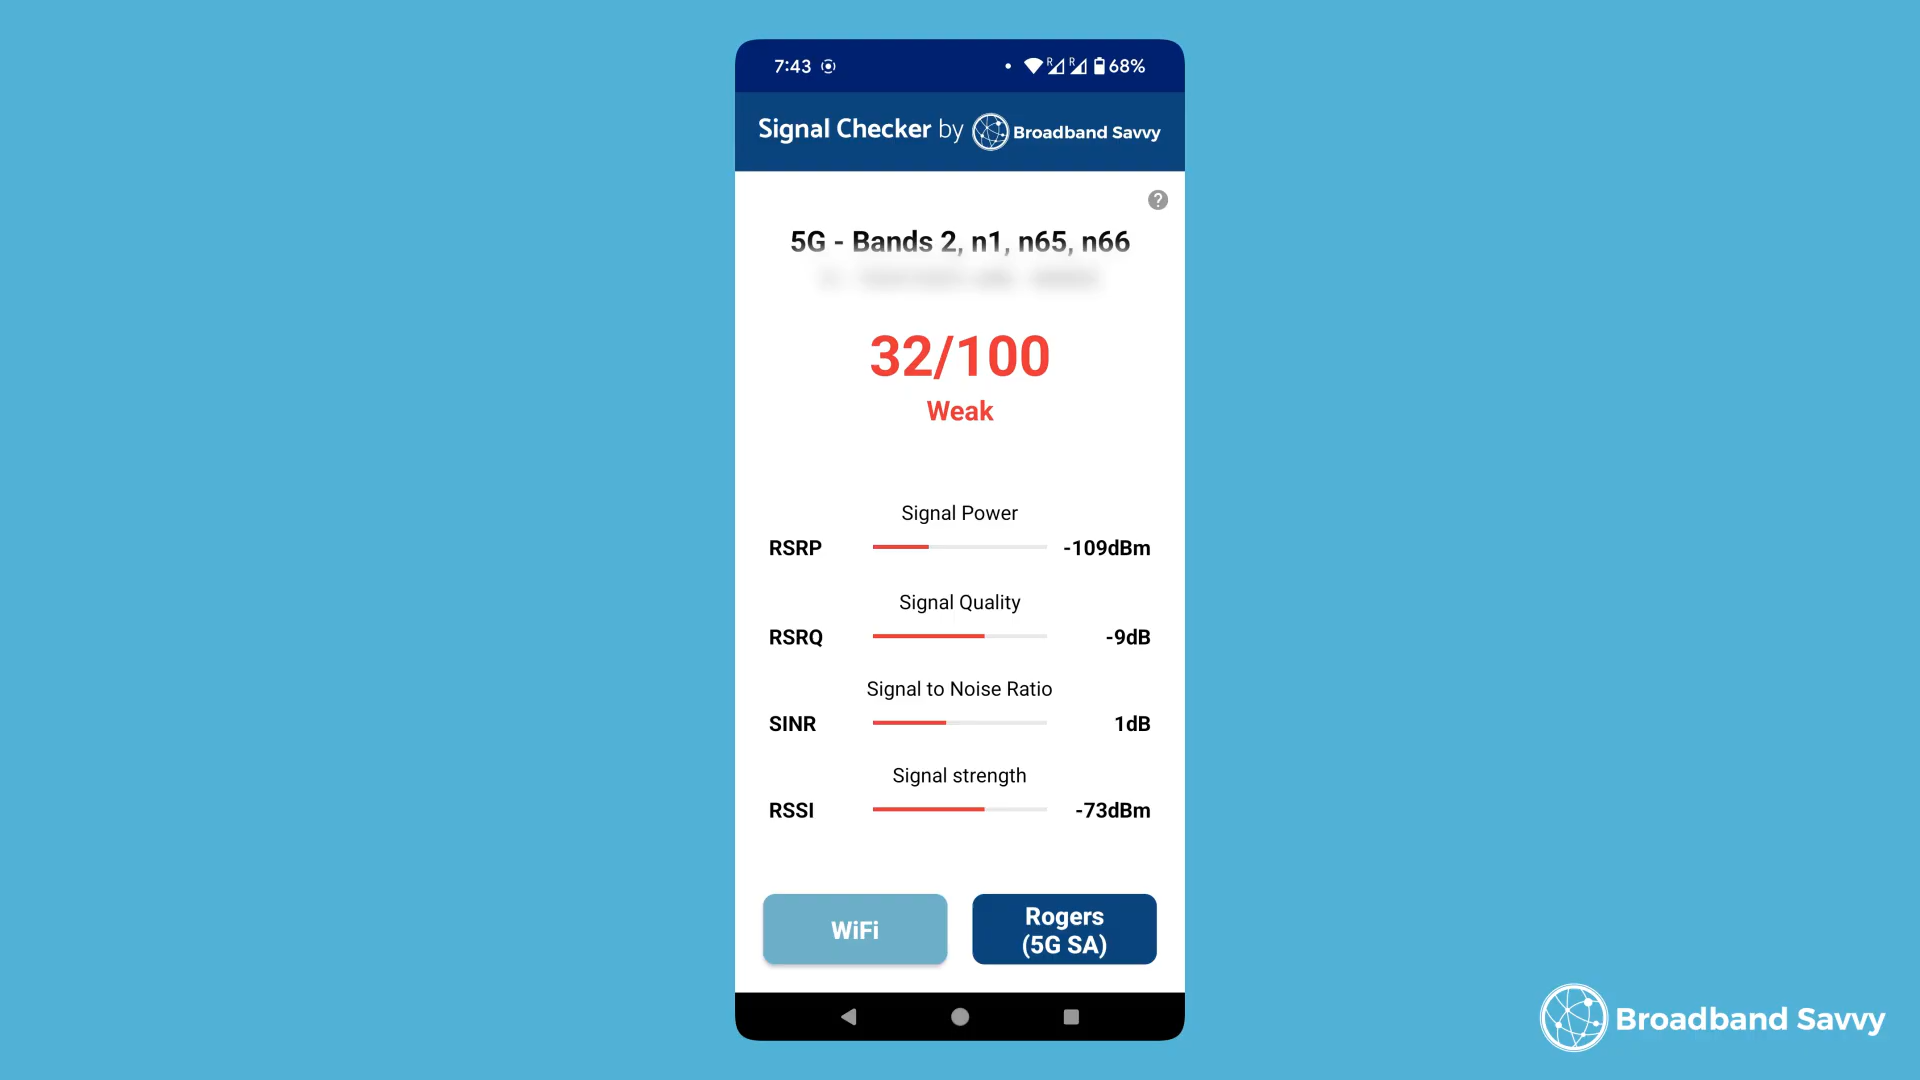 7:43 R R 68%
Signal Checker by Broadband Savvy
?
5G - Bands 2, n1, n65, n66
32/100
Weak
Signal Power
RSRP -109dBm
Signal Quality
RSRQ -9dB
Signal to Noise Ratio
SINR 1dB
Signal strength
RSSI -73dBm
WiFi
Rogers
(5G SA)
Broadband Savvy